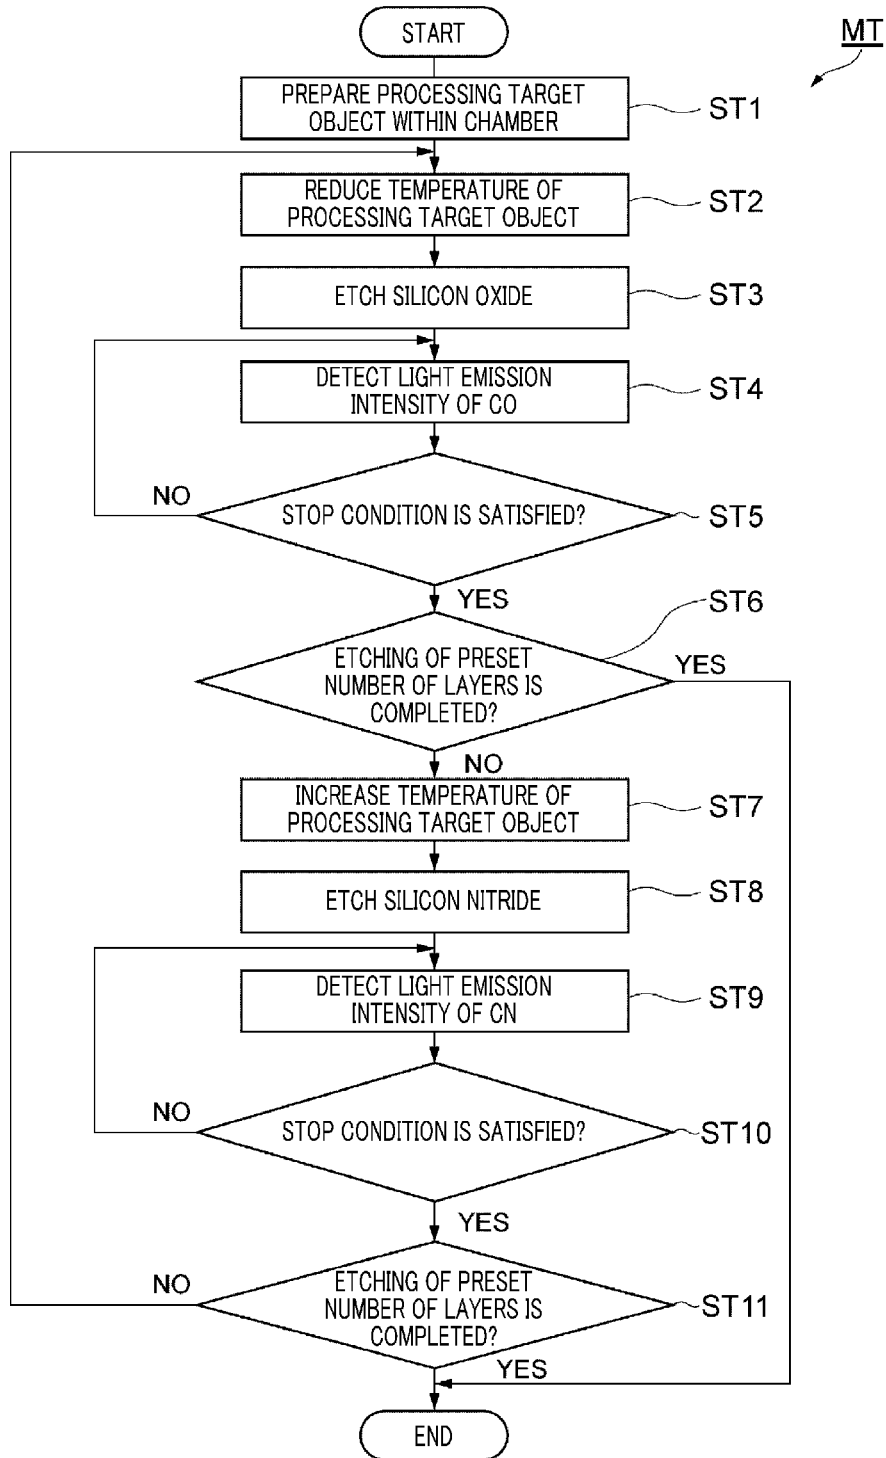 START
MT
PREPARE PROCESSING TARGET
OBJECT WITHIN CHAMBER
ST1
REDUCE TEMPERATURE OF
PROCESSING TARGET OBJECT
ST2
ETCH SILICON OXIDE
ST3
DETECT LIGHT EMISSION
INTENSITY OF CO
ST4
NO
STOP CONDITION IS SATISFIED?
ST5
YES
ST6
ETCHING OF PRESET
NUMBER OF LAYERS IS
COMPLETED?
YES
NO
INCREASE TEMPERATURE OF
PROCESSING TARGET OBJECT
ST7
ETCH SILICON NITRIDE
ST8
DETECT LIGHT EMISSION
INTENSITY OF CN
ST9
NO
STOP CONDITION IS SATISFIED?
ST10
YES
NO
ETCHING OF PRESET
NUMBER OF LAYERS IS
COMPLETED?
ST11
YES
END